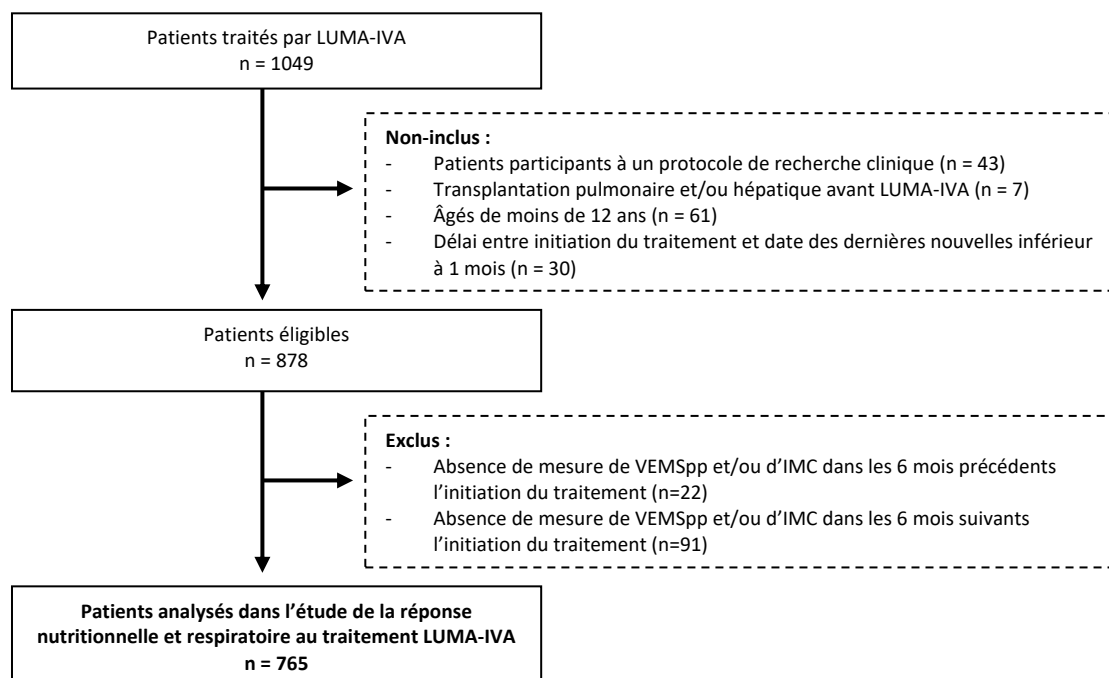 Patients traités par LUMA-IVA
n = 1049
Non-inclus :
- Patients participants à un protocole de recherche clinique (n = 43)
- Transplantation pulmonaire et/ou hépatique avant LUMA-IVA (n = 7)
- Âgés de moins de 12 ans (n = 61)
- Délai entre initiation du traitement et date des dernières nouvelles inférieur
à 1 mois (n = 30)
Patients éligibles
n = 878
Exclus :
- Absence de mesure de VEMSpp et/ou d’IMC dans les 6 mois précédents
l’initiation du traitement (n=22)
- Absence de mesure de VEMSpp et/ou d’IMC dans les 6 mois suivants
l’initiation du traitement (n=91)
Patients analysés dans l’étude de la réponse
nutritionnelle et respiratoire au traitement LUMA-IVA
n = 765